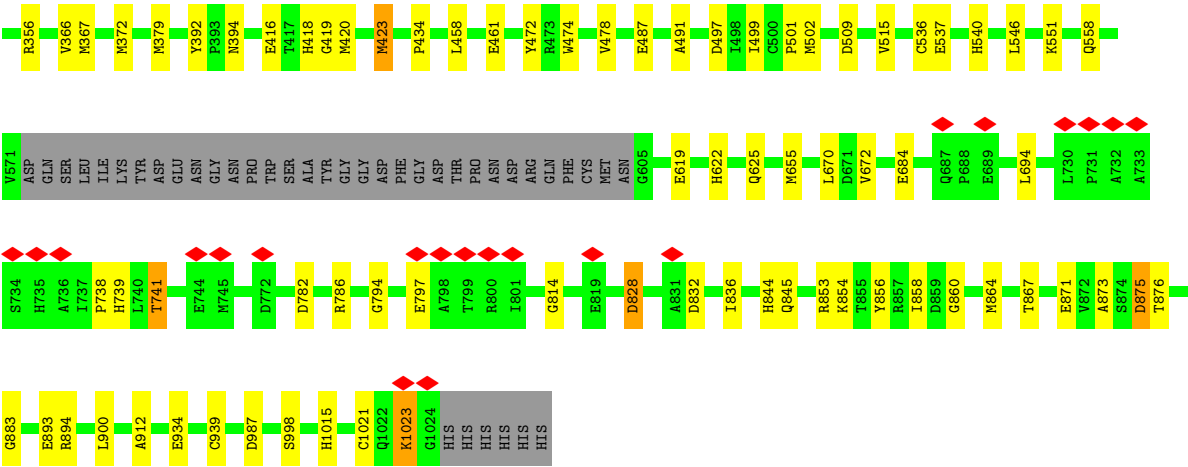 R356 V366 M367 M372 M379 Y392 P393 N394 E416 T417 H418 G419 M420 M423 P434 L458 E461 Y472 R473 W474 V478 E487 A491 D497 I498 I499 C500 P501 M502 D509 V515 C536 E537 H540 L546 K551 Q558
V571 ASP GLN SER LEU ILE LYS TYR ASP GLU ASN GLY ASN PRO TRP SER ALA TYR GLY GLY ASP PHE GLY ASP THR PRO ASN ASP ARG GLN PHE CYS MET ASN G605 E619 H622 Q625 M655 L670 D671 V672 E684 Q687 P688 E689 L694 L730 P731 A732 A733
S734 H735 A736 I737 P738 H739 L740 T741 E744 M745 D772 D782 R786 G794 E797 A798 T799 R800 I801 G814 E819 D828 A831 D832 I836 H844 Q845 R853 K854 T855 Y856 R857 I858 D859 G860 M864 T867 E871 V872 A873 S874 D875 T876
G883 E893 R894 L900 A912 E934 C939 D987 S998 H1015 C1021 Q1022 K1023 G1024 HIS HIS HIS HIS HIS HIS